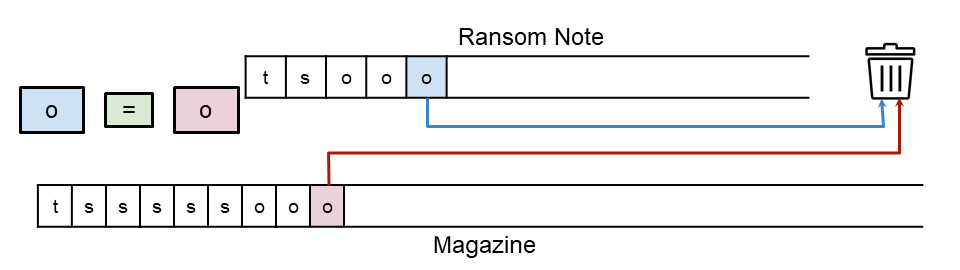 Ransom Note
t s o o o
o = o
t s s s s s o o o
Magazine